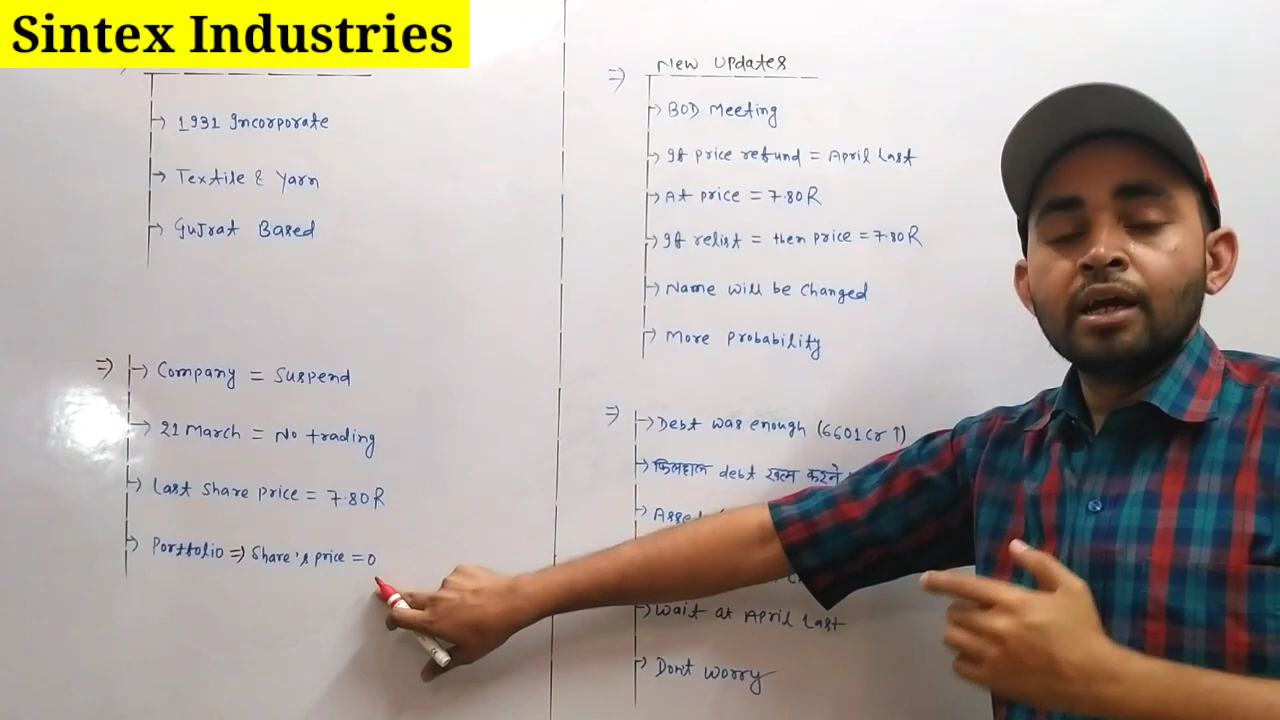 Sintex Industries
→ 1931 Incorporate
→ Textile & Yarn
→ Gujrat Based
⇒ → Company = Suspend
→ 21 March = No trading
→ Last share price = 7.80R
→ Portfolio ⇒ Share's price = 0
⇒ New Updates
→ BOD Meeting
→ If price refund = April Last
→ At price = 7.80R
→ If relist = then price = 7.80R
→ Name will be changed
→ More probability
⇒ → Debt was enough (6601cr ↑)
→ फिलहाल debt खत्म करने
→ Wait at April Last
→ Dont worry